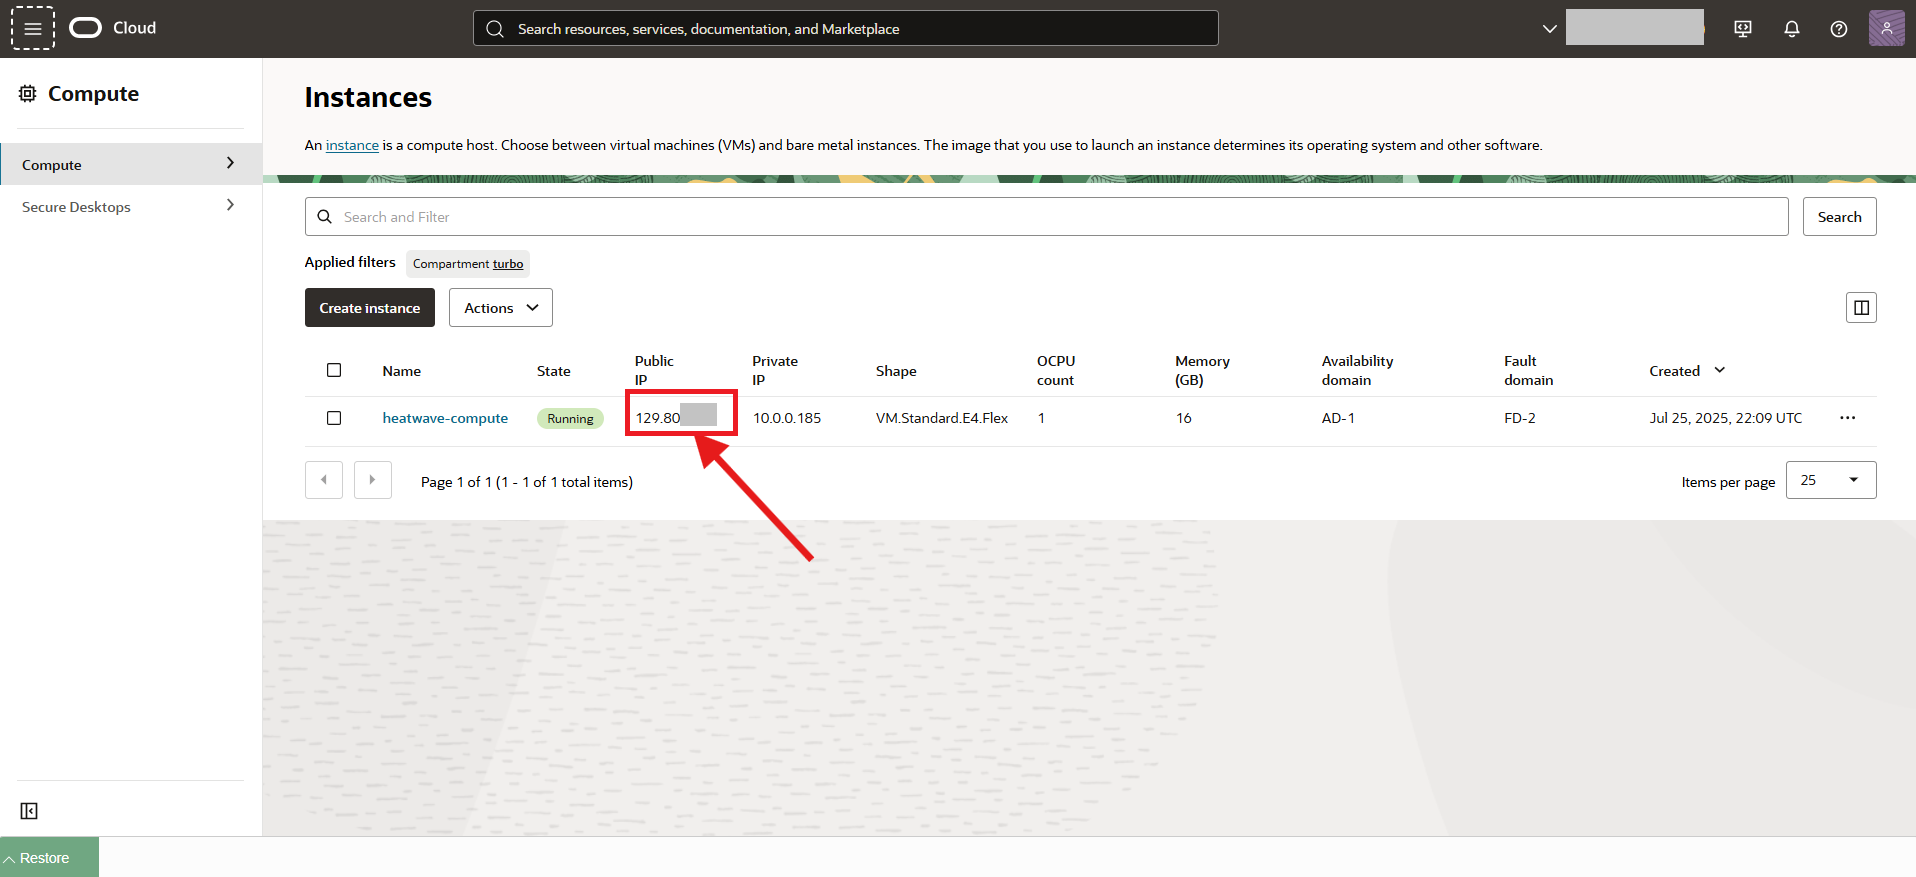 Cloud
Search resources, services, documentation, and Marketplace
Compute
Compute
Secure Desktops
Instances
An instance is a compute host. Choose between virtual machines (VMs) and bare metal instances. The image that you use to launch an instance determines its operating system and other software.
Search and Filter
Search
Applied filters Compartment turbo
Create instance Actions
Name State Public IP Private IP Shape OCPU count Memory (GB) Availability domain Fault domain Created
heatwave-compute Running 129.80 10.0.0.185 VM.Standard.E4.Flex 1 16 AD-1 FD-2 Jul 25, 2025, 22:09 UTC
Page 1 of 1 (1 - 1 of 1 total items)
Items per page 25
Restore